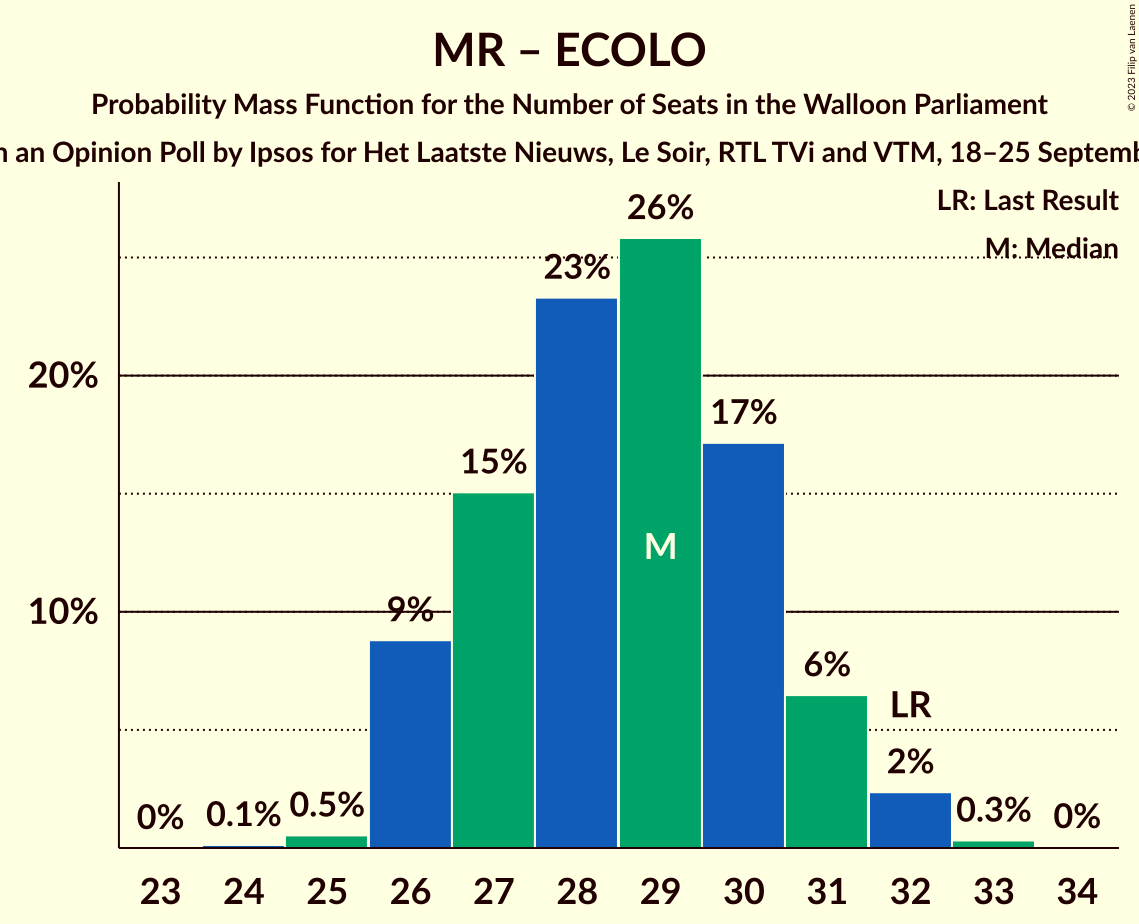 MR – ECOLO
Probability Mass Function for the Number of Seats in the Walloon Parliament
an Opinion Poll by Ipsos for Het Laatste Nieuws, Le Soir, RTL TVi and VTM, 18–25
© 2023 Filip van Laenen
LR: Last Result
M: Median
26%
23%
20%
17%
15%
M
10%
9%
6%
LR
2%
0%
0.1%
0.5%
0.3%
0%
23 24 25 26 27 28 29 30 31 32 33 34